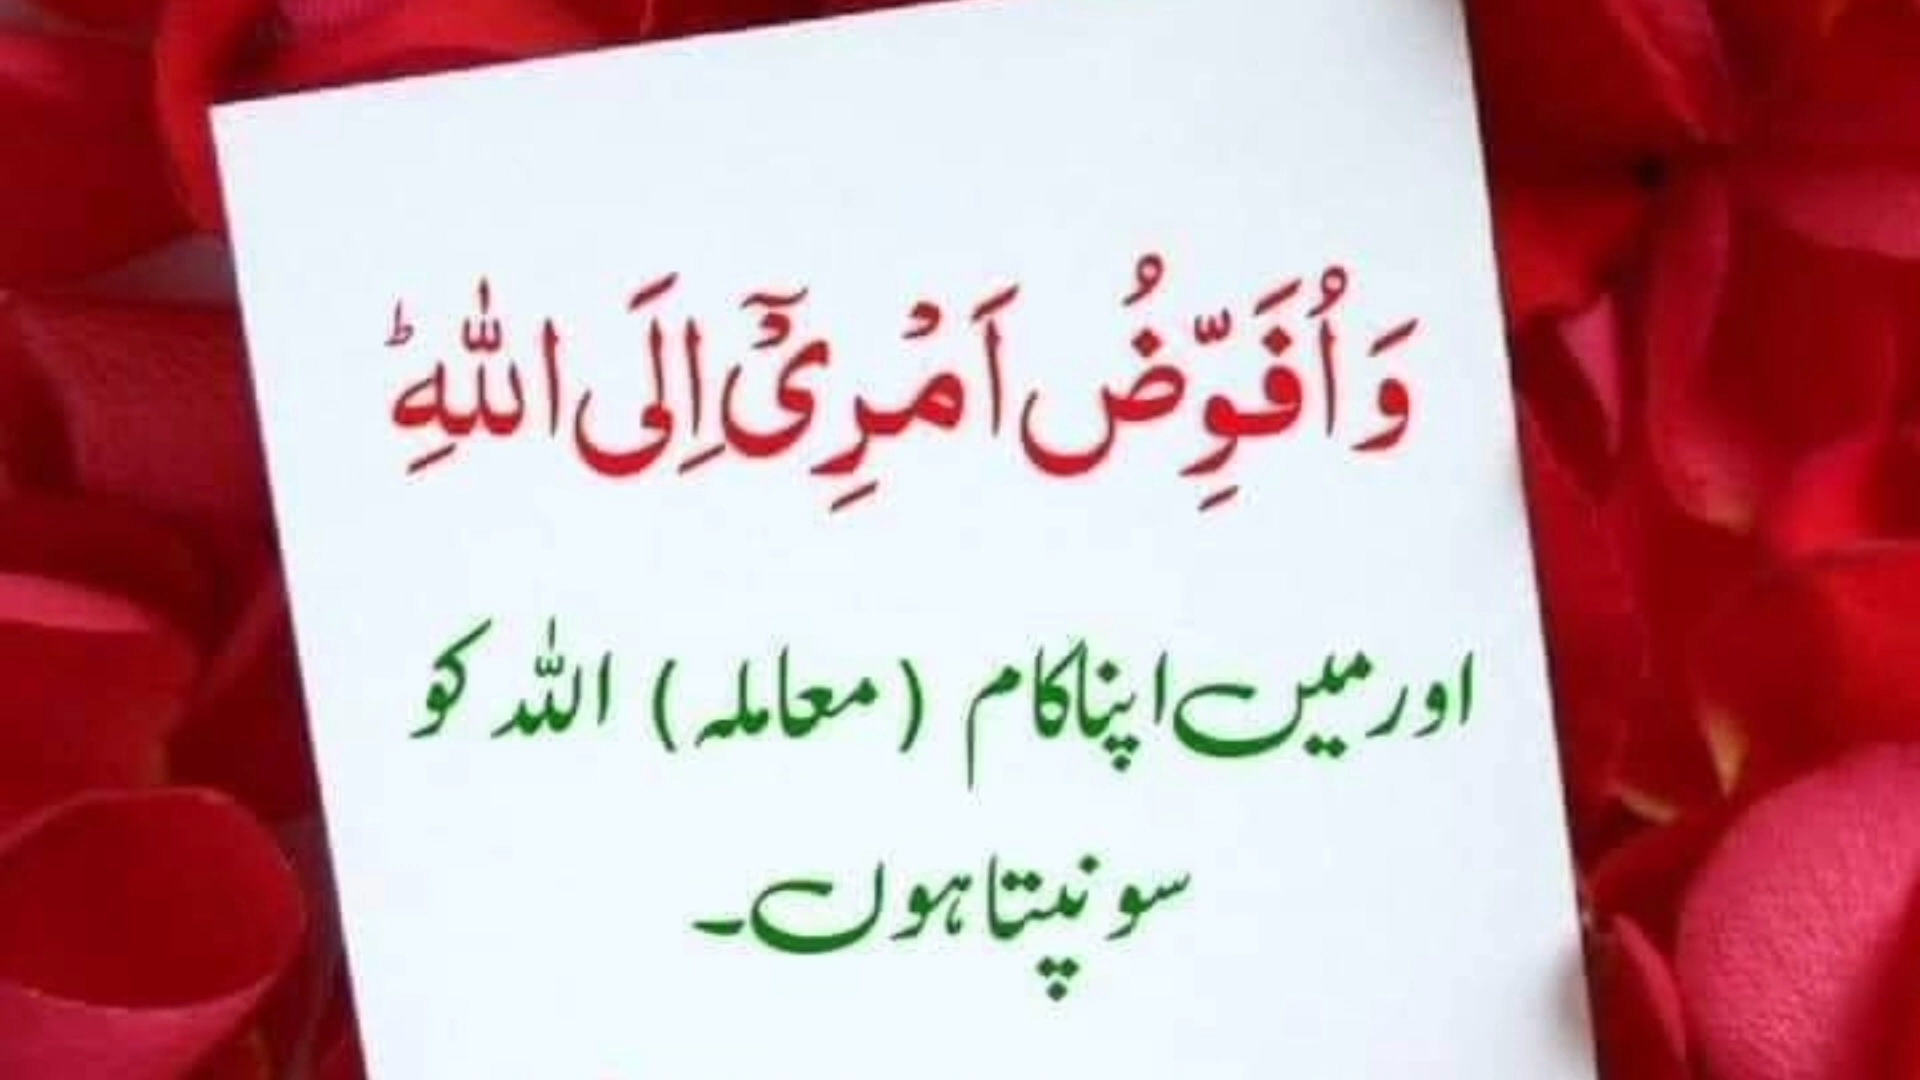 وَاُفَوِّضُ اَمۡرِىۡۤ اِلَى اللّٰهِ ؕ
اور میں اپنا کام (معاملہ) اللہ کو
سونپتا ہوں۔